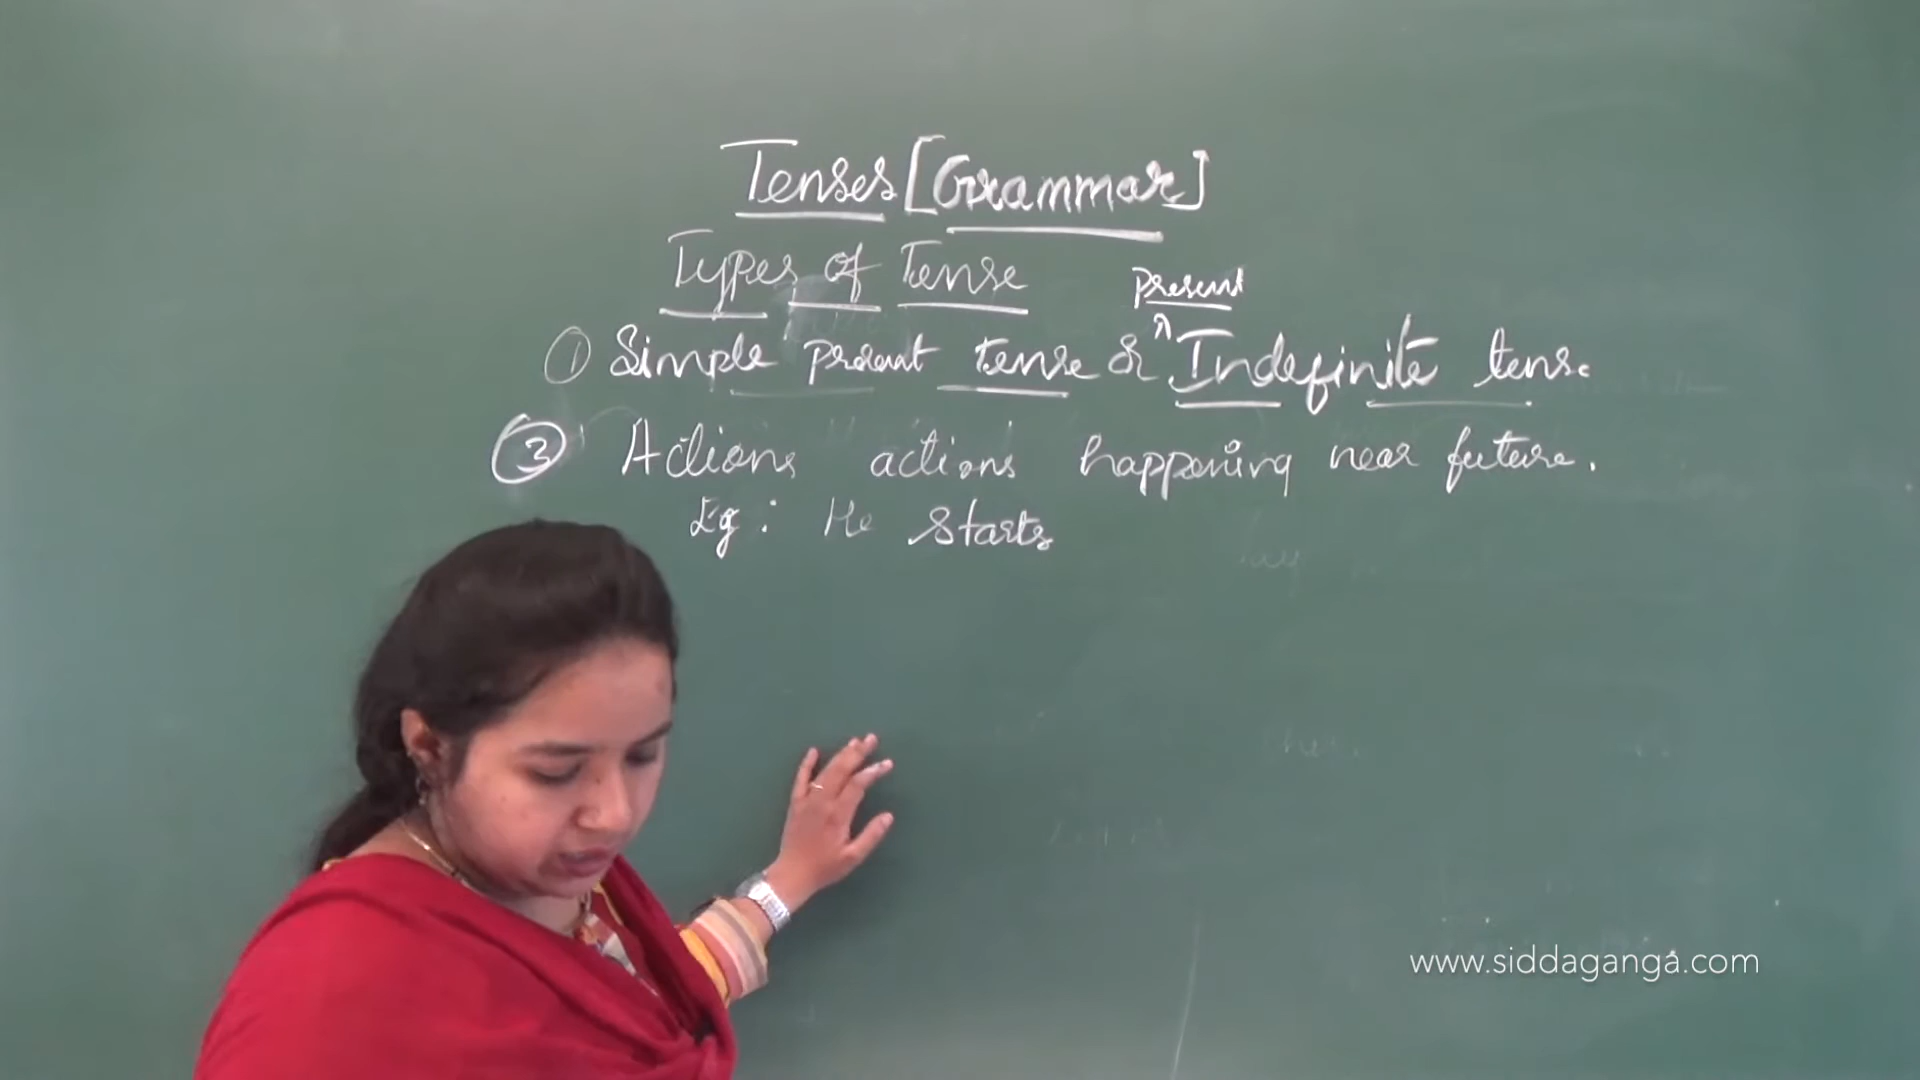 Tenses [Grammar]
Types of Tense
present
① Simple present tense or ^ Indefinite tense
③ Actions actions happening near future.
Eg: He starts
www.siddaganga.com